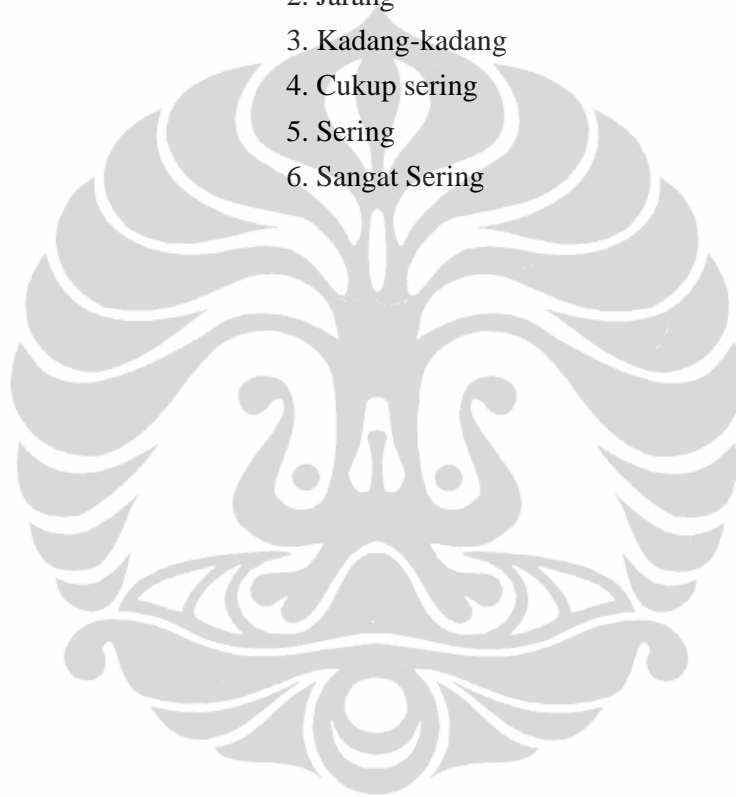 2. Jarang
3. Kadang-kadang
4. Cukup sering
5. Sering
6. Sangat Sering